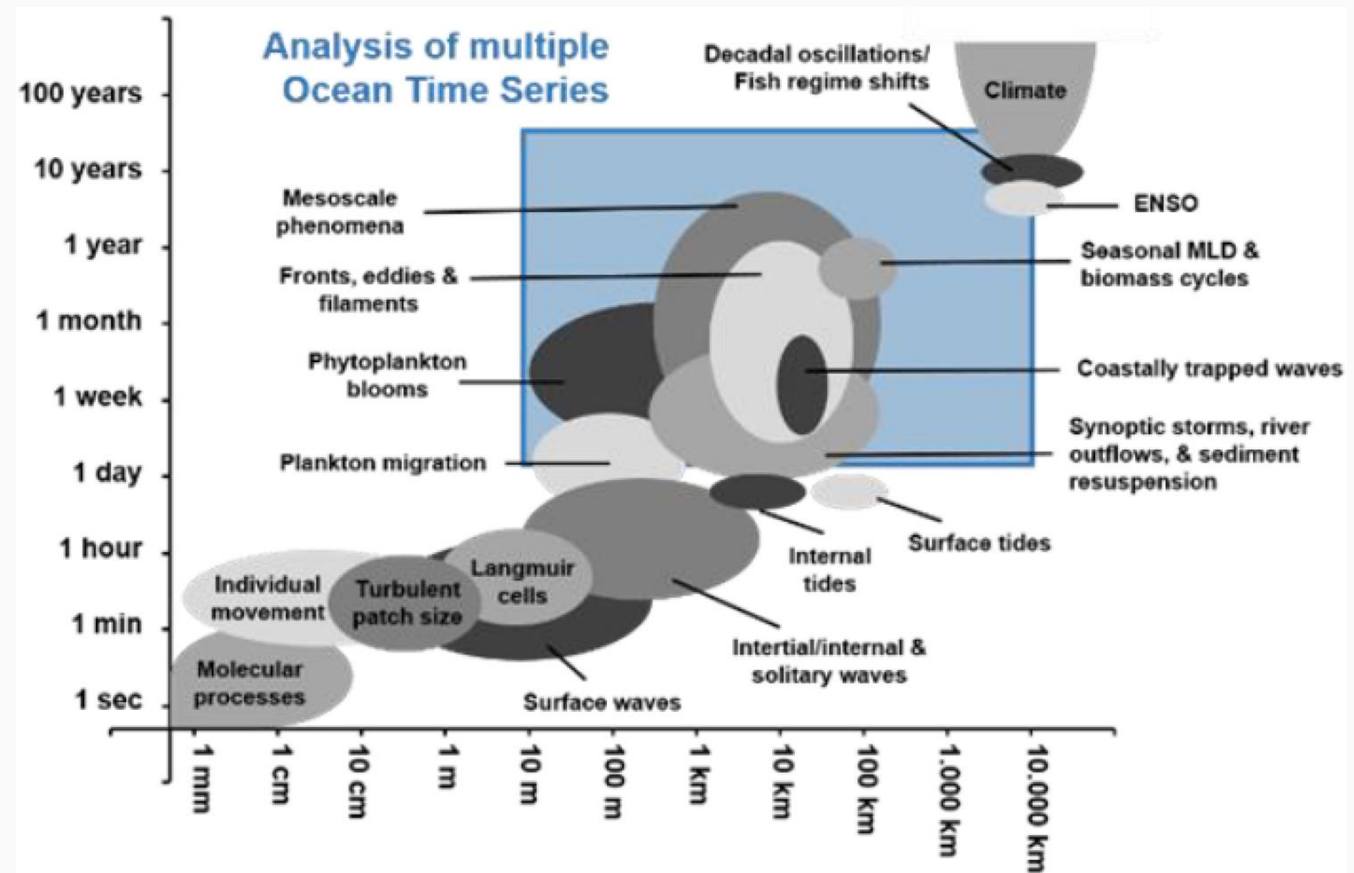 Analysis of multiple
Ocean Time Series
Decadal oscillations/
Fish regime shifts
Climate
100 years
10 years
1 year
1 month
1 week
1 day
1 hour
1 min
1 sec
Mesoscale
phenomena
Fronts, eddies &
filaments
Phytoplankton
blooms
Plankton migration
ENSO
Seasonal MLD &
biomass cycles
Coastally trapped waves
Synoptic storms, river
outflows, & sediment
resuspension
Surface tides
Internal
tides
Intertial/internal &
solitary waves
Surface waves
Langmuir
cells
Turbulent
patch size
Individual
movement
Molecular
processes
1 mm
1 cm
10 cm
1 m
10 m
100 m
1 km
10 km
100 km
1.000 km
10.000 km